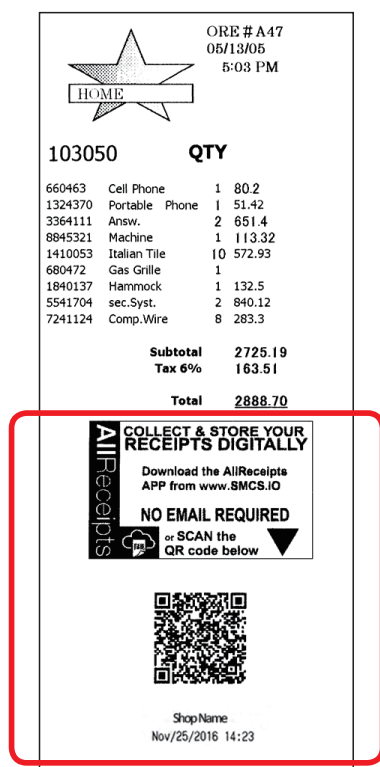 ORE # A47
05/13/05
5:03 PM
HOME
103050 QTY
660463 Cell Phone 1 80.2
1324370 Portable Phone 1 51.42
3364111 Answ. 2 651.4
8845321 Machine 1 113.32
1410053 Italian Tile 10 572.93
680472 Gas Grille 1
1840137 Hammock 1 132.5
5541704 sec.Syst. 2 840.12
7241124 Comp.Wire 8 283.3
Subtotal 2725.19
Tax 6% 163.51
Total 2888.70
AllReceipts
COLLECT & STORE YOUR
RECEIPTS DIGITALLY
Download the AllReceipts
APP from www.SMCS.IO
NO EMAIL REQUIRED
or SCAN the
QR code below
Shop Name
Nov/25/2016 14:23